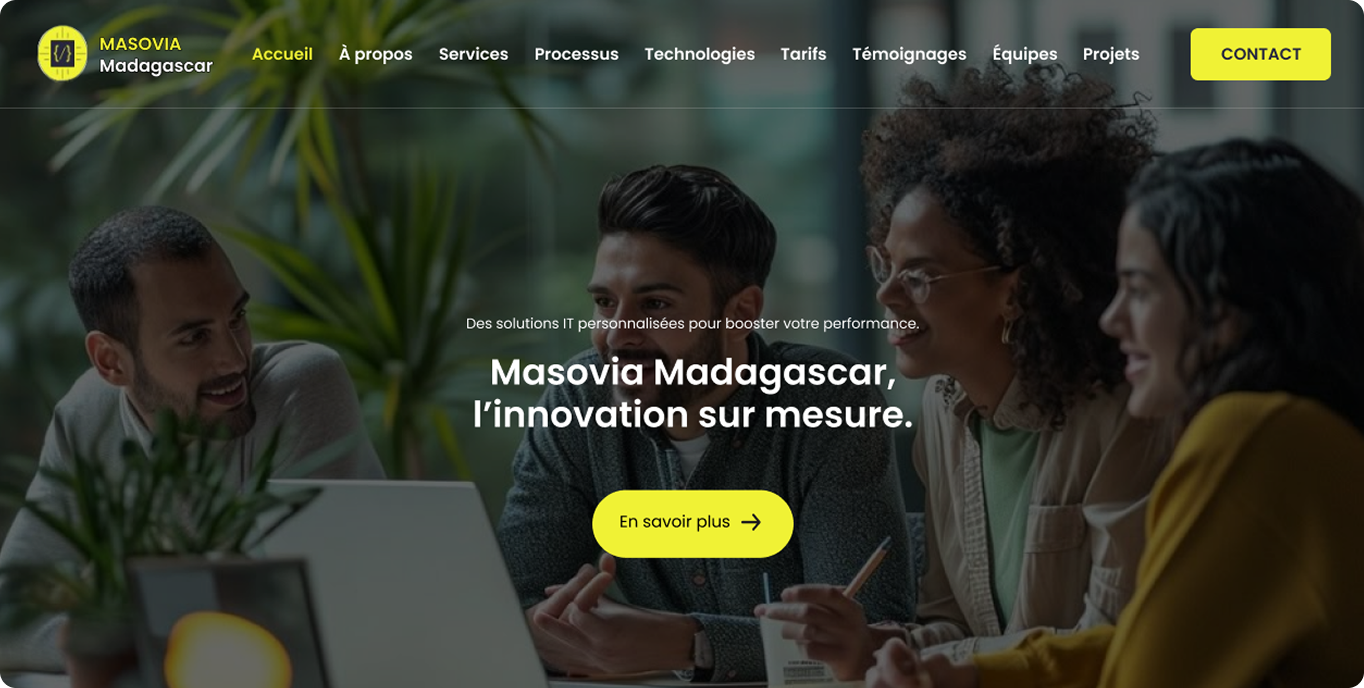 MASOVIA
Madagascar
Accueil À propos Services Processus Technologies Tarifs Témoignages Équipes Projets CONTACT
Des solutions IT personnalisées pour booster votre performance.
Masovia Madagascar,
l’innovation sur mesure.
En savoir plus →